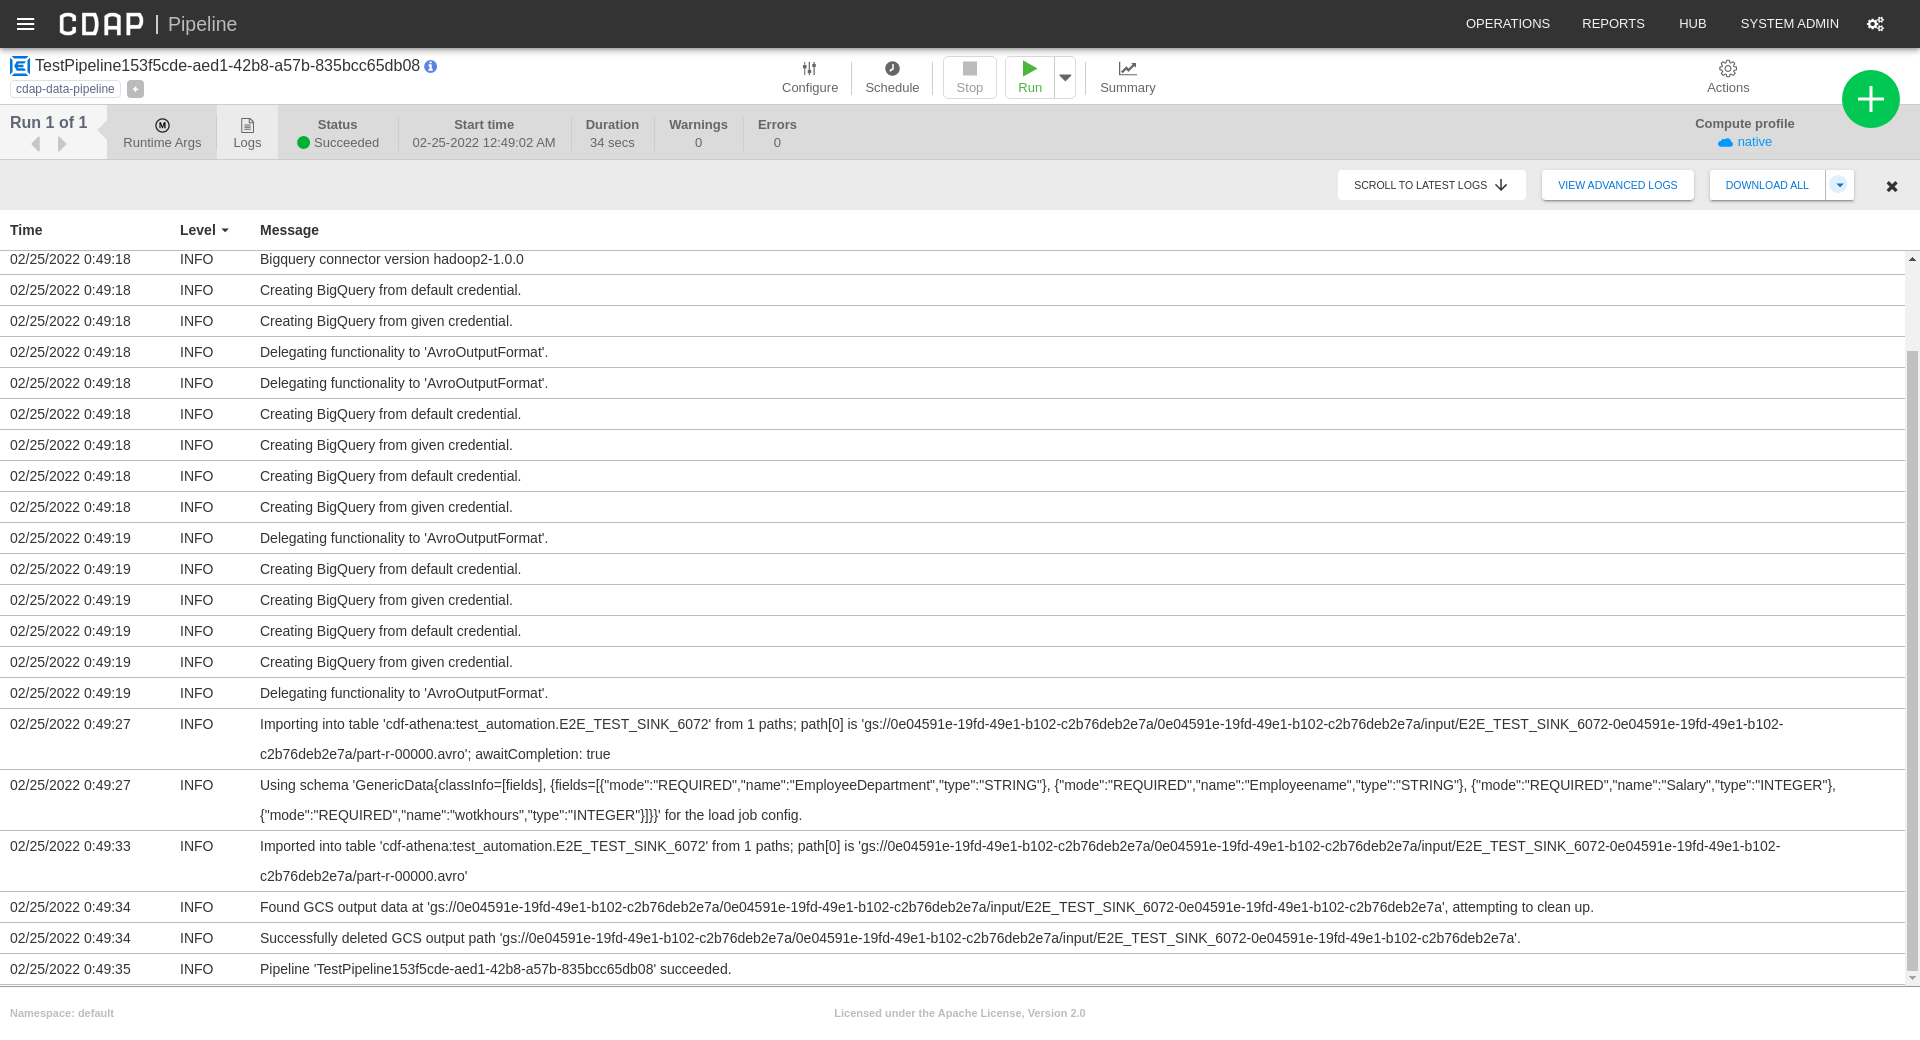 CDAP | Pipeline
OPERATIONS REPORTS HUB SYSTEM ADMIN
TestPipeline153f5cde-aed1-42b8-a57b-835bcc65db08
cdap-data-pipeline +
Configure Schedule Stop Run Summary Actions
Run 1 of 1
Runtime Args Logs
Status Start time Duration Warnings Errors Compute profile
Succeeded 02-25-2022 12:49:02 AM 34 secs 0 0 native
SCROLL TO LATEST LOGS VIEW ADVANCED LOGS DOWNLOAD ALL
Time Level Message
02/25/2022 0:49:18 INFO Bigquery connector version hadoop2-1.0.0
02/25/2022 0:49:18 INFO Creating BigQuery from default credential.
02/25/2022 0:49:18 INFO Creating BigQuery from given credential.
02/25/2022 0:49:18 INFO Delegating functionality to 'AvroOutputFormat'.
02/25/2022 0:49:18 INFO Delegating functionality to 'AvroOutputFormat'.
02/25/2022 0:49:18 INFO Creating BigQuery from default credential.
02/25/2022 0:49:18 INFO Creating BigQuery from given credential.
02/25/2022 0:49:18 INFO Creating BigQuery from default credential.
02/25/2022 0:49:18 INFO Creating BigQuery from given credential.
02/25/2022 0:49:19 INFO Delegating functionality to 'AvroOutputFormat'.
02/25/2022 0:49:19 INFO Creating BigQuery from default credential.
02/25/2022 0:49:19 INFO Creating BigQuery from given credential.
02/25/2022 0:49:19 INFO Creating BigQuery from default credential.
02/25/2022 0:49:19 INFO Creating BigQuery from given credential.
02/25/2022 0:49:19 INFO Delegating functionality to 'AvroOutputFormat'.
02/25/2022 0:49:27 INFO Importing into table 'cdf-athena:test_automation.E2E_TEST_SINK_6072' from 1 paths; path[0] is 'gs://0e04591e-19fd-49e1-b102-c2b76deb2e7a/0e04591e-19fd-49e1-b102-c2b76deb2e7a/input/E2E_TEST_SINK_6072-0e04591e-19fd-49e1-b102-
c2b76deb2e7a/part-r-00000.avro'; awaitCompletion: true
02/25/2022 0:49:27 INFO Using schema 'GenericData{classInfo=[fields], {fields=[{"mode":"REQUIRED","name":"EmployeeDepartment","type":"STRING"}, {"mode":"REQUIRED","name":"Employeename","type":"STRING"}, {"mode":"REQUIRED","name":"Salary","type":"INTEGER"},
{"mode":"REQUIRED","name":"wotkhours","type":"INTEGER"}]}}' for the load job config.
02/25/2022 0:49:33 INFO Imported into table 'cdf-athena:test_automation.E2E_TEST_SINK_6072' from 1 paths; path[0] is 'gs://0e04591e-19fd-49e1-b102-c2b76deb2e7a/0e04591e-19fd-49e1-b102-c2b76deb2e7a/input/E2E_TEST_SINK_6072-0e04591e-19fd-49e1-b102-
c2b76deb2e7a/part-r-00000.avro'
02/25/2022 0:49:34 INFO Found GCS output data at 'gs://0e04591e-19fd-49e1-b102-c2b76deb2e7a/0e04591e-19fd-49e1-b102-c2b76deb2e7a/input/E2E_TEST_SINK_6072-0e04591e-19fd-49e1-b102-c2b76deb2e7a', attempting to clean up.
02/25/2022 0:49:34 INFO Successfully deleted GCS output path 'gs://0e04591e-19fd-49e1-b102-c2b76deb2e7a/0e04591e-19fd-49e1-b102-c2b76deb2e7a/input/E2E_TEST_SINK_6072-0e04591e-19fd-49e1-b102-c2b76deb2e7a'.
02/25/2022 0:49:35 INFO Pipeline 'TestPipeline153f5cde-aed1-42b8-a57b-835bcc65db08' succeeded.
Namespace: default Licensed under the Apache License, Version 2.0